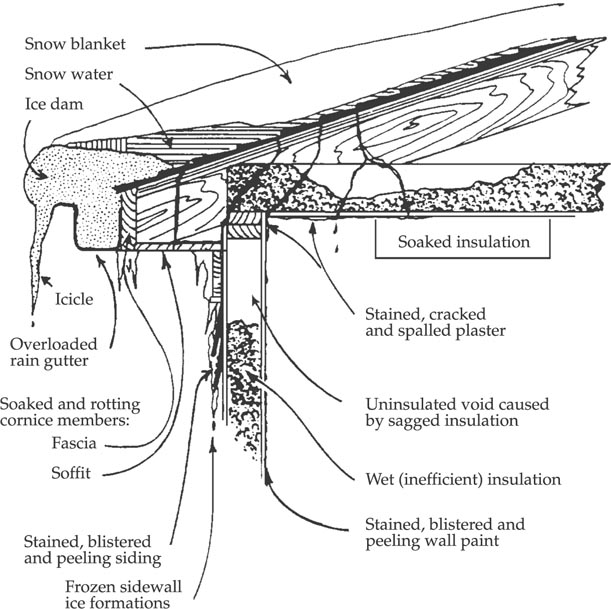 Snow blanket
Snow water
Ice dam
Icicle
Overloaded
rain gutter
Soaked and rotting
cornice members:
Fascia
Soffit
Stained, blistered
and peeling siding
Frozen sidewall
ice formations
Soaked insulation
Stained, cracked
and spalled plaster
Uninsulated void caused
by sagged insulation
Wet (inefficient) insulation
Stained, blistered and
peeling wall paint